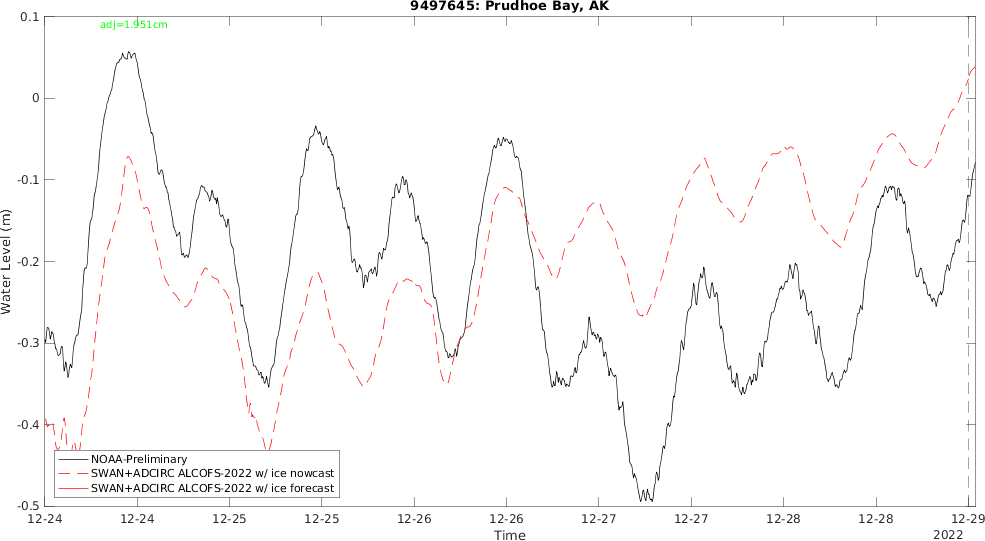 9497645: Prudhoe Bay, AK
adj=1.951cm
0.1
0
-0.1
-0.2
-0.3
-0.4
-0.5
Water Level (m)
NOAA-Preliminary
SWAN+ADCIRC ALCOFS-2022 w/ ice nowcast
SWAN+ADCIRC ALCOFS-2022 w/ ice forecast
12-24 12-24 12-25 12-25 12-26 12-26 12-27 12-27 12-28 12-28 12-29
Time
2022